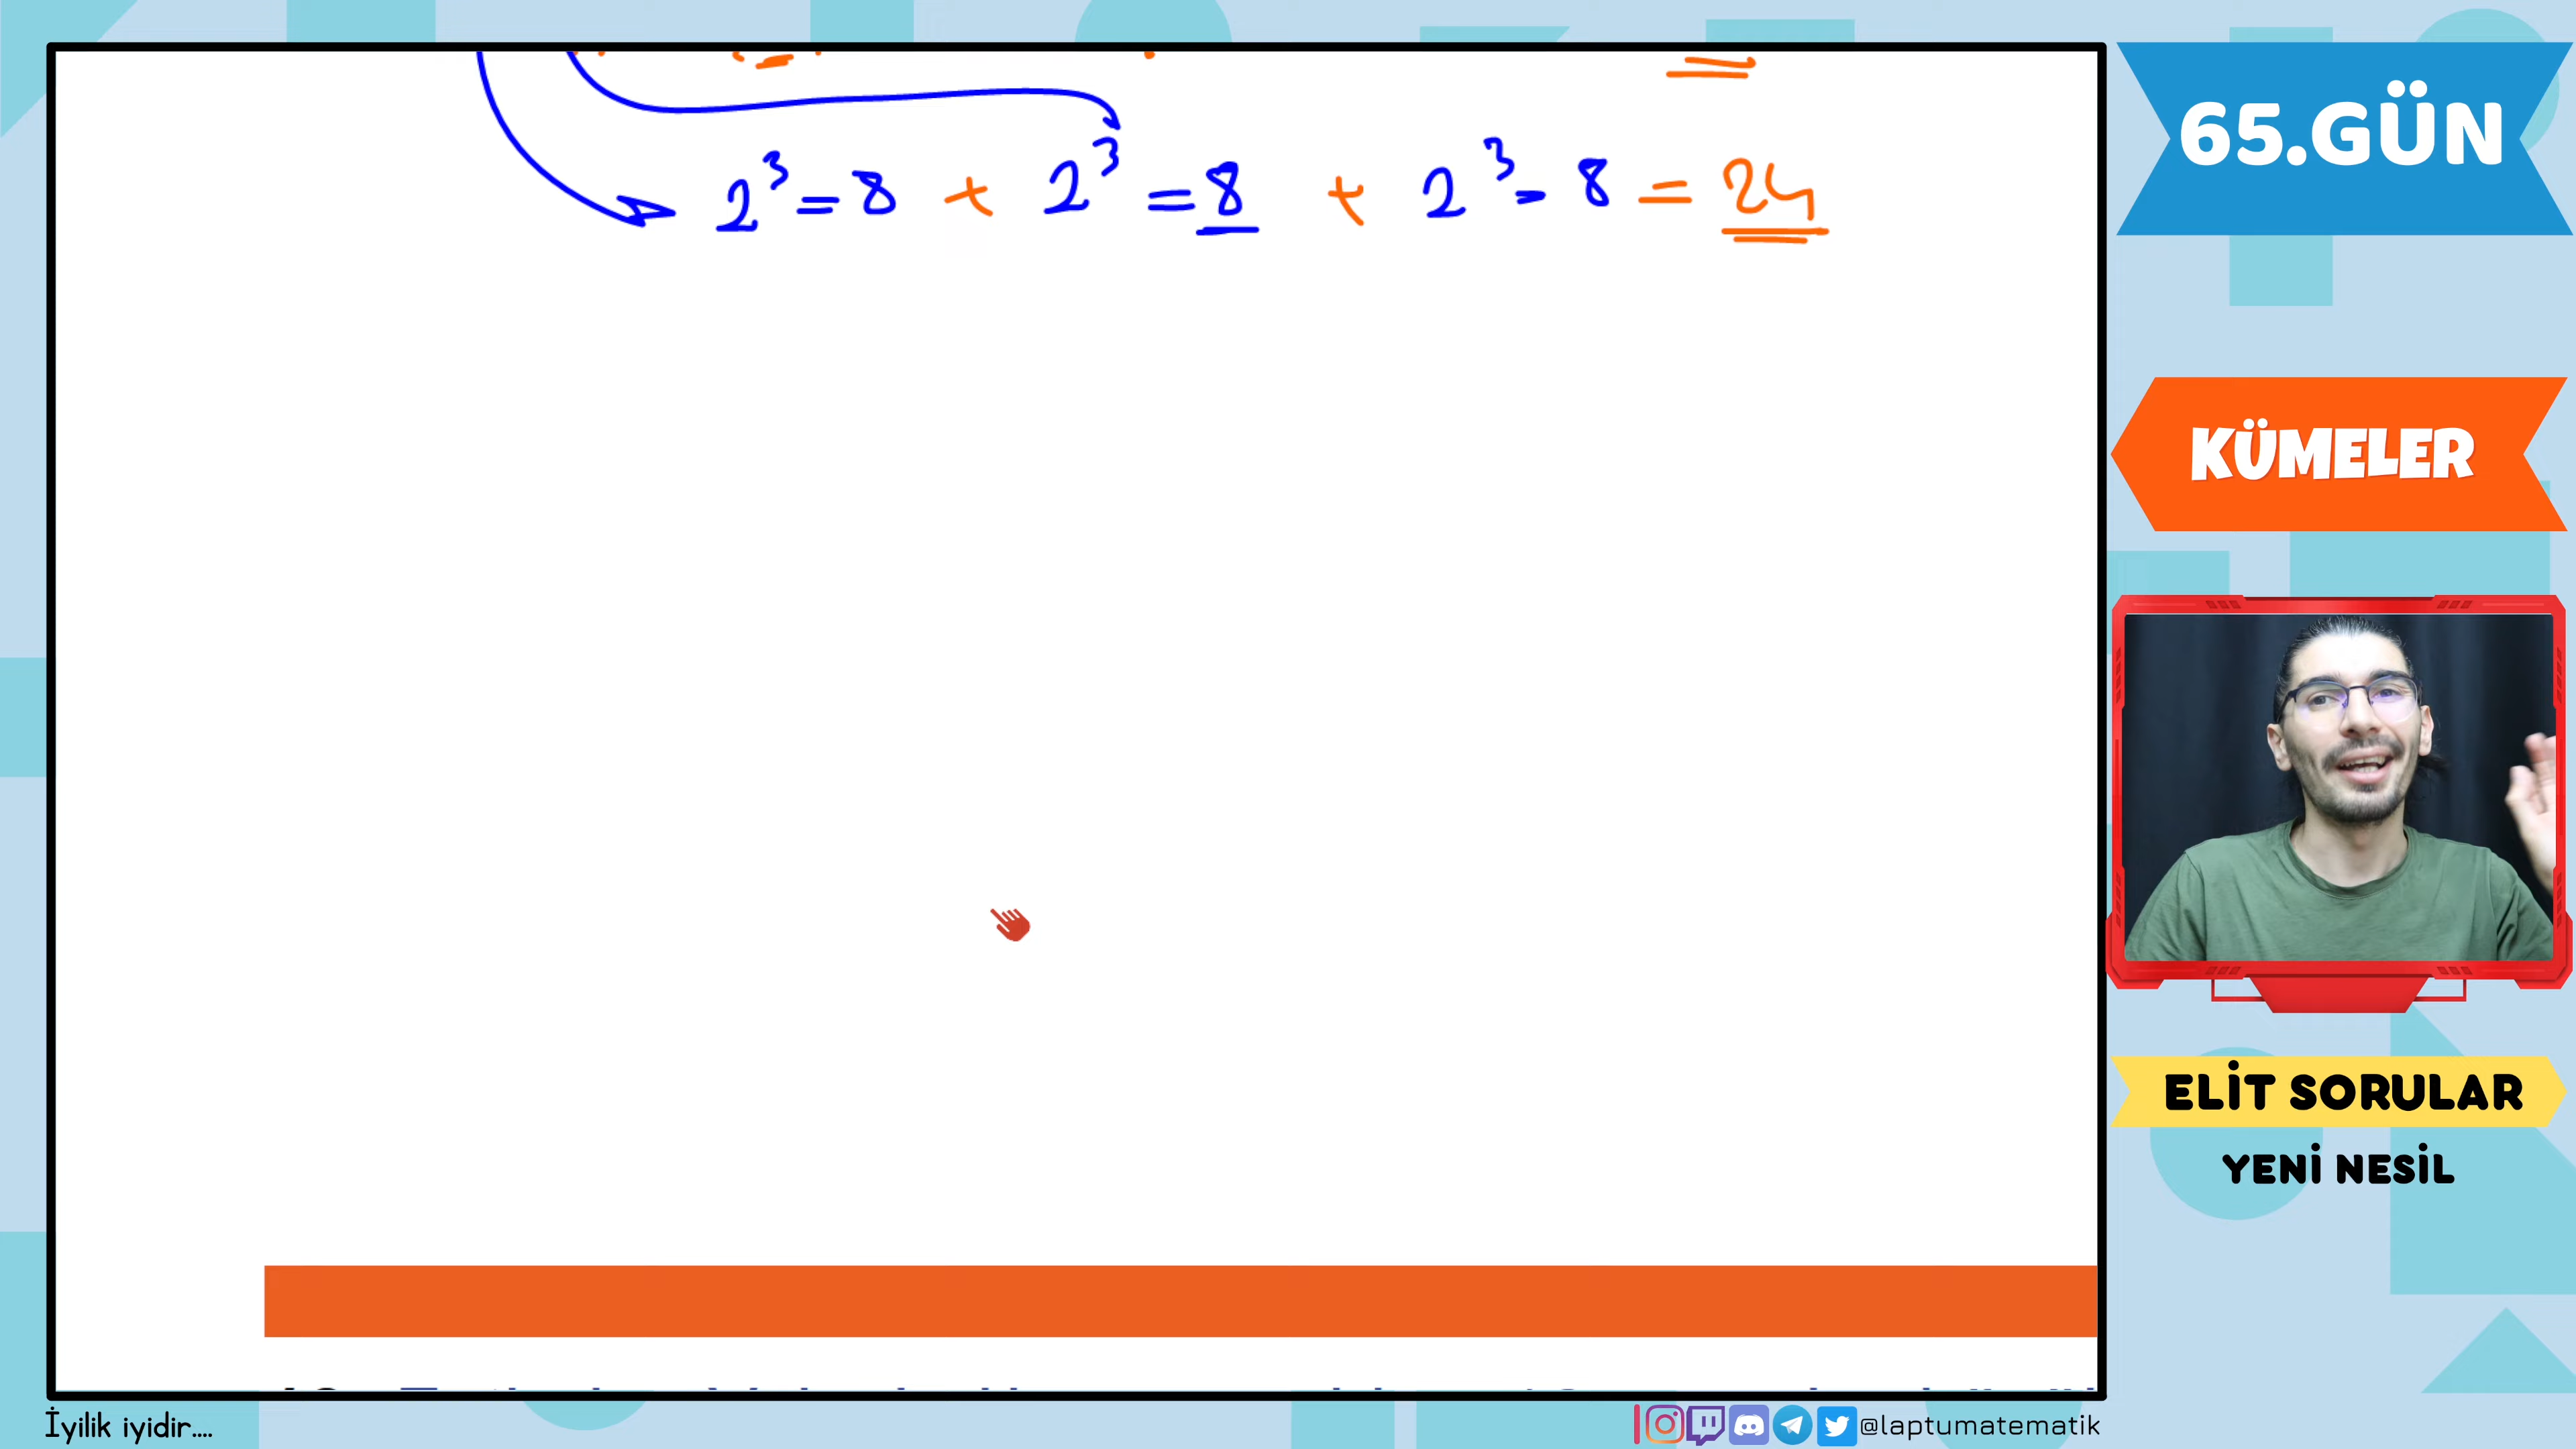 65.GÜN
2³=8 + 2³=8 + 2³=8 = 24
KÜMELER
ELİT SORULAR
YENİ NESİL
İyilik iyidir....
@laptumatematik